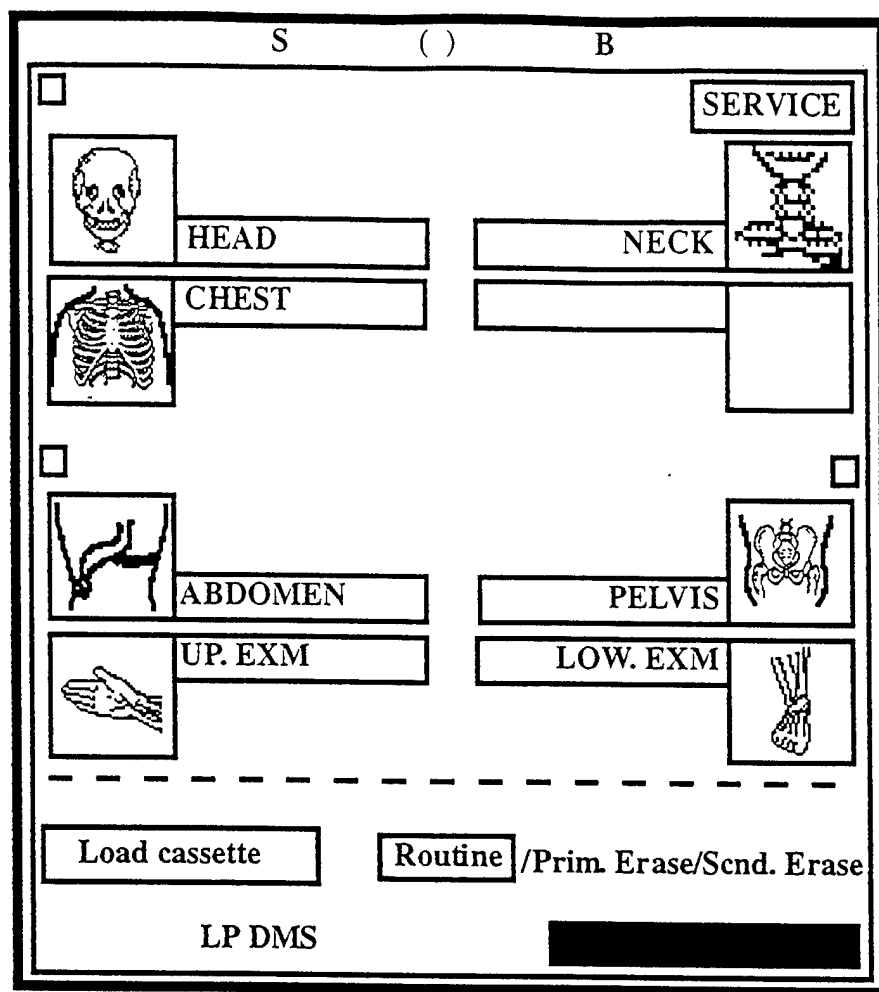 S ( ) B
SERVICE
HEAD NECK
CHEST
ABDOMEN PELVIS
UP. EXM LOW. EXM
Load cassette Routine /Prim. Erase/Scnd. Erase
LP DMS